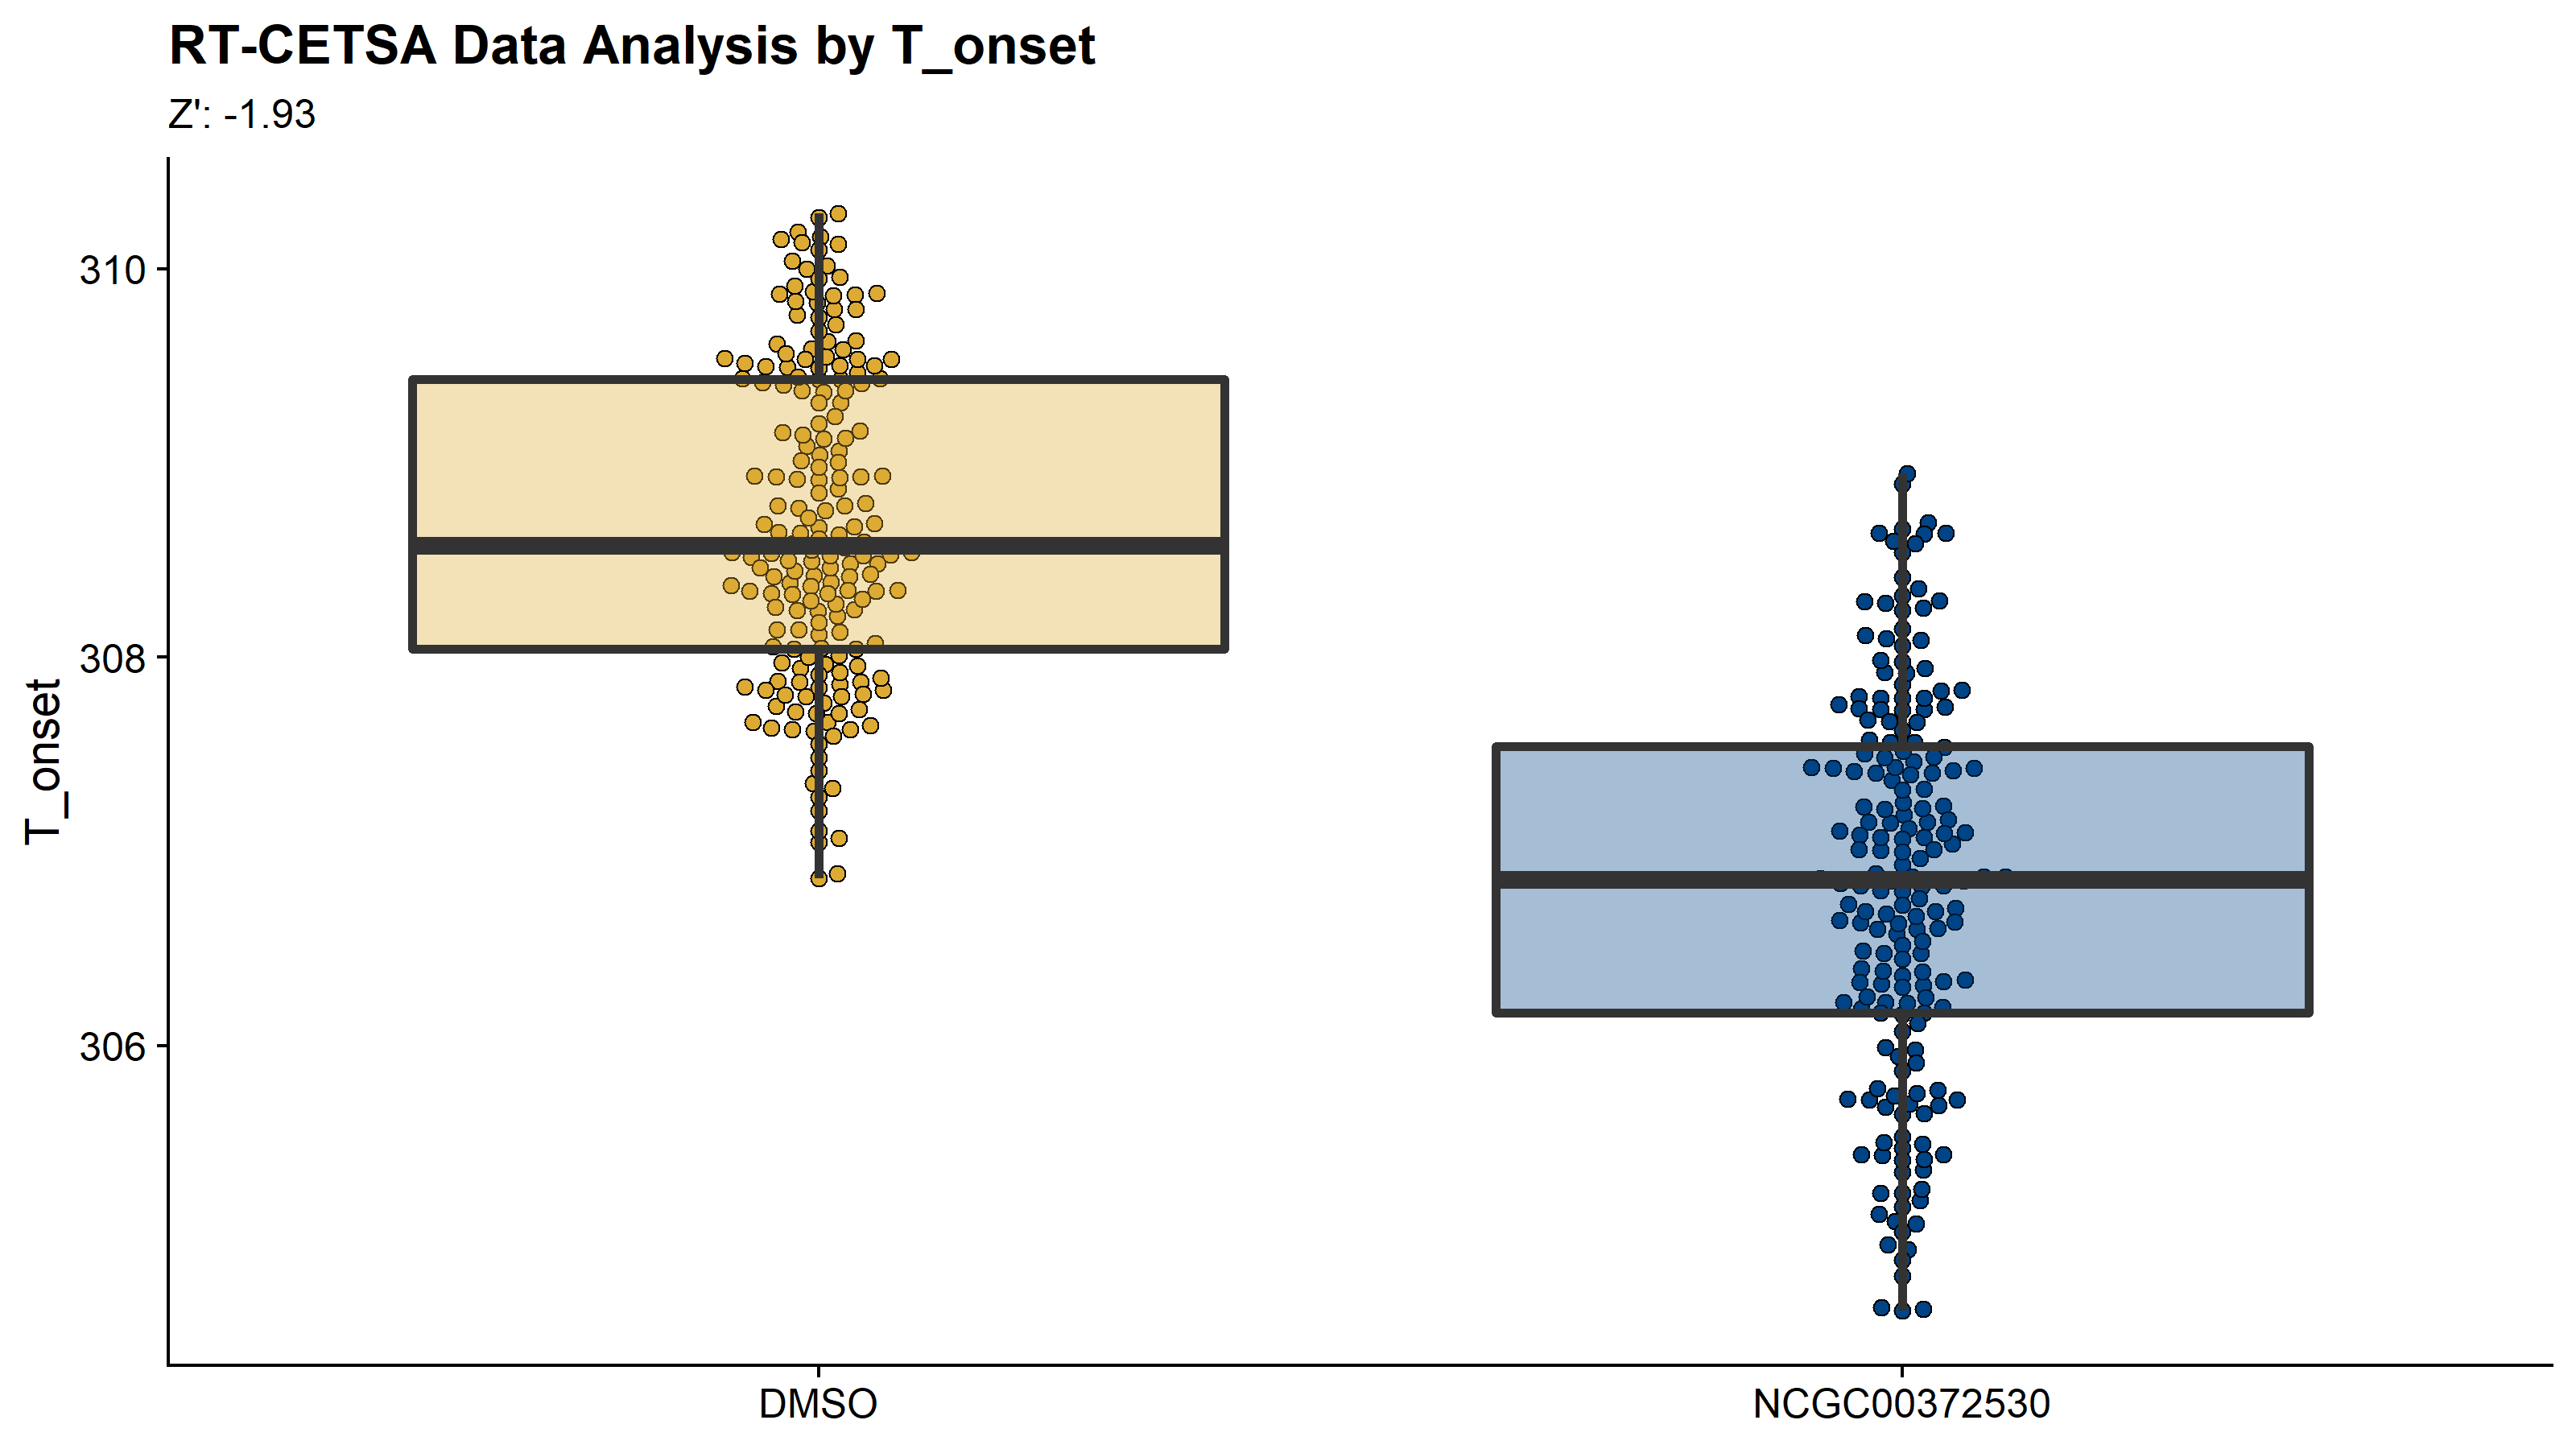 RT-CETSA Data Analysis by T_onset
Z': -1.93
T_onset
310
308
306
DMSO
NCGC00372530